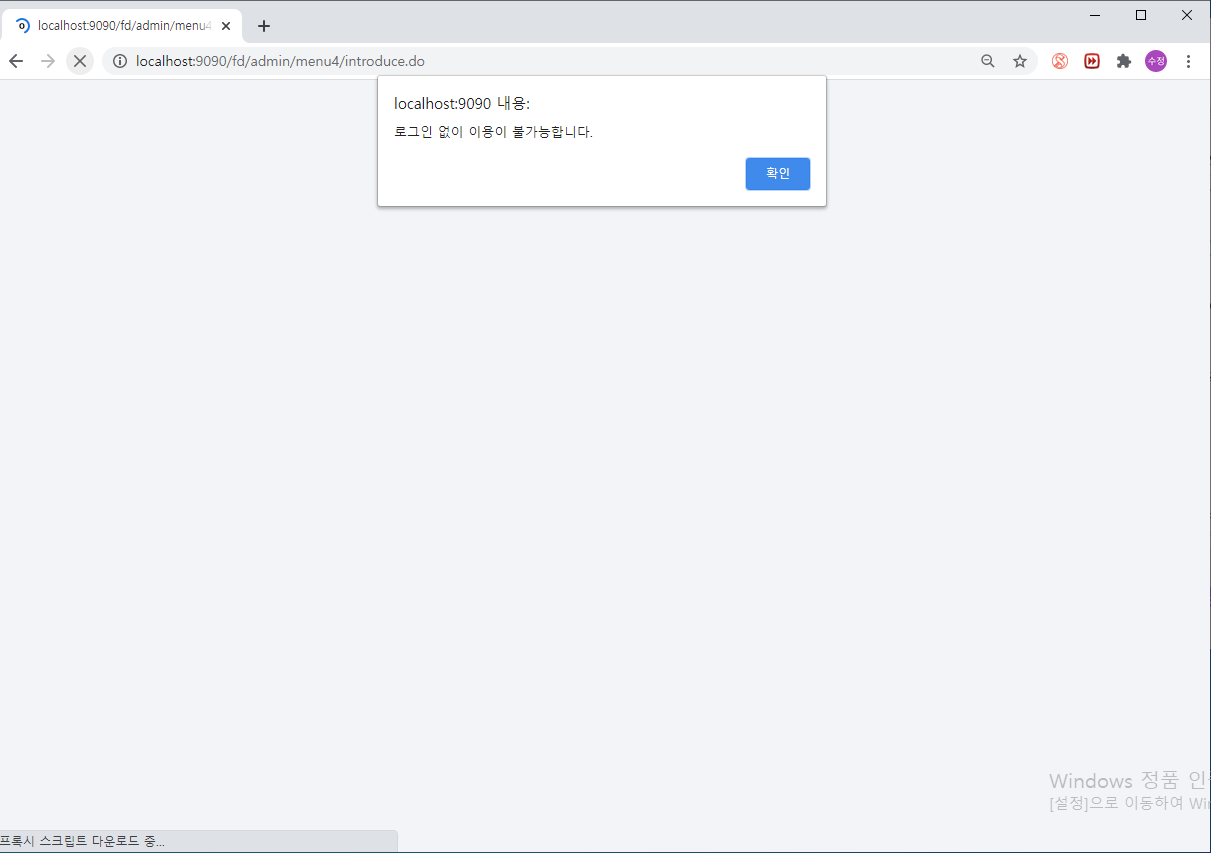 localhost:9090/fd/admin/menu4
localhost:9090/fd/admin/menu4/introduce.do
수정
localhost:9090 내용:
로그인 없이 이용이 불가능합니다.
확인
Windows 정품 인
[설정]으로 이동하여 Wi
프록시 스크립트 다운로드 중...